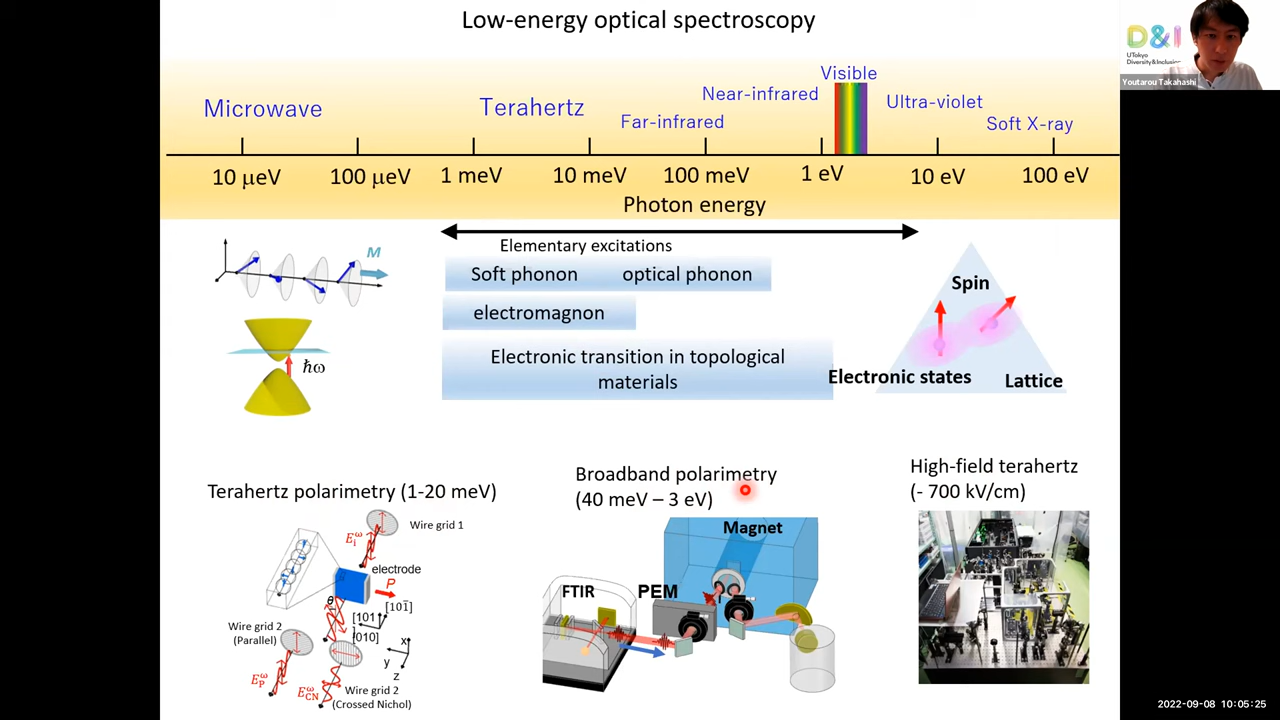 Low-energy optical spectroscopy
D&I
UTokyo
Diversity&Inclusion
Youtarou Takahashi
Visible
Near-infrared
Microwave
Terahertz
Ultra-violet
Far-infrared
Soft X-ray
10 μeV
100 μeV
1 meV
10 meV
100 meV
1 eV
10 eV
100 eV
Photon energy
Elementary excitations
M
Soft phonon
optical phonon
Spin
electromagnon
ħω
Electronic transition in topological
materials
Electronic states
Lattice
Terahertz polarimetry (1-20 meV)
Wire grid 1
E_i^ω
electrode
P
θ
[101̄]
[101
[010]
Wire grid 2
(Parallel)
x
y
z
E_P^ω
E_CN^ω
Wire grid 2
(Crossed Nichol)
Broadband polarimetry
(40 meV – 3 eV)
Magnet
FTIR
PEM
High-field terahertz
(- 700 kV/cm)
2022-09-08 10:05:25